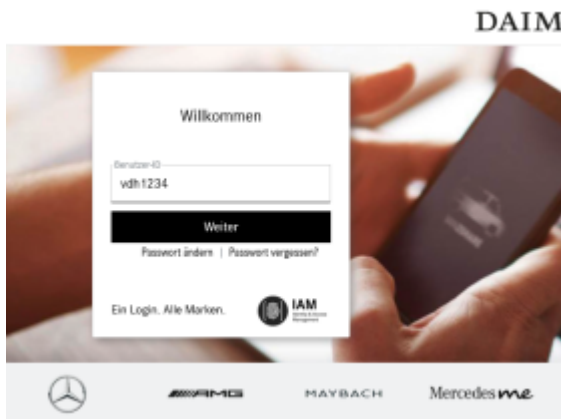 DAIM
Willkommen
Benutzer-ID
vdh1234
Weiter
Passwort ändern | Passwort vergessen?
Ein Login. Alle Marken.
IAM
AMG
MAYBACH
Mercedes me